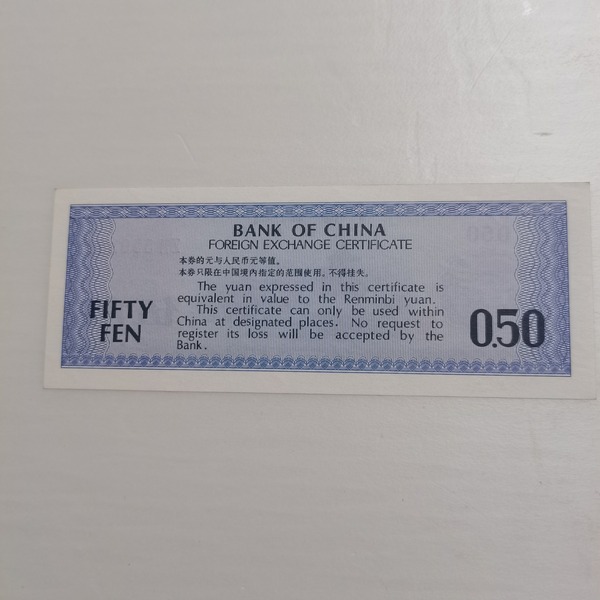 BANK OF CHINA
FOREIGN EXCHANGE CERTIFICATE
本券的元与人民币元等值。
本券只限在中国境内指定的范围使用。不得挂失。
The yuan expressed in this certificate is
equivalent in value to the Renminbi yuan.
This certificate can only be used within
China at designated places. No request to
register its loss will be accepted by the
Bank.
FIFTY
FEN
0.50